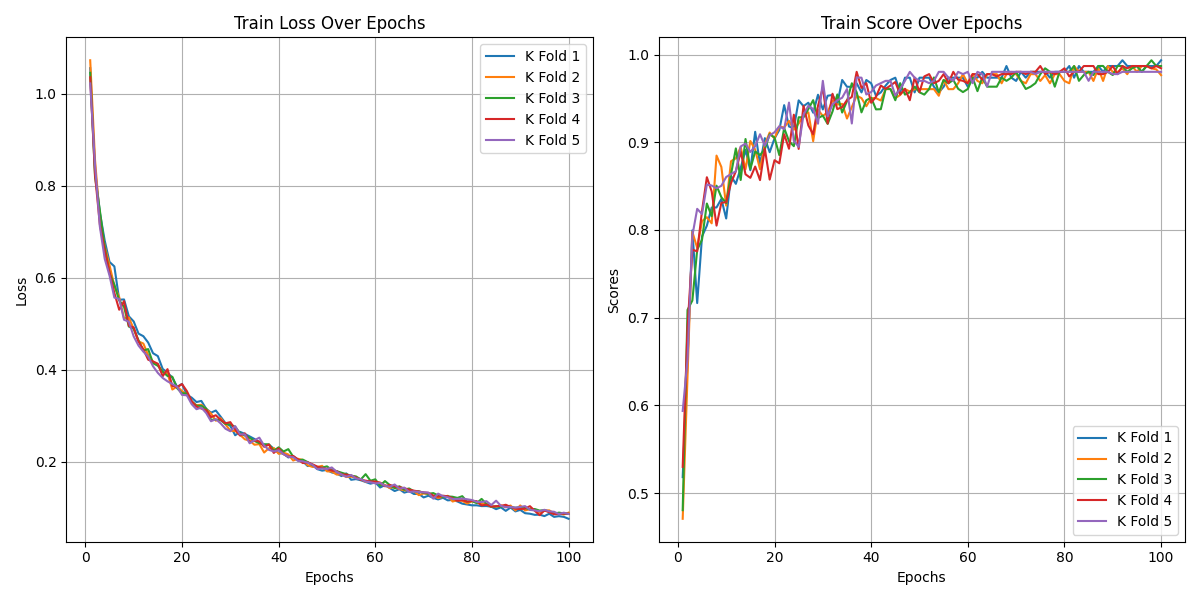 Train Loss Over Epochs
Loss
1.0
0.8
0.6
0.4
0.2
0 20 40 60 80 100
Epochs
K Fold 1
K Fold 2
K Fold 3
K Fold 4
K Fold 5
Train Score Over Epochs
Scores
1.0
0.9
0.8
0.7
0.6
0.5
0 20 40 60 80 100
Epochs
K Fold 1
K Fold 2
K Fold 3
K Fold 4
K Fold 5